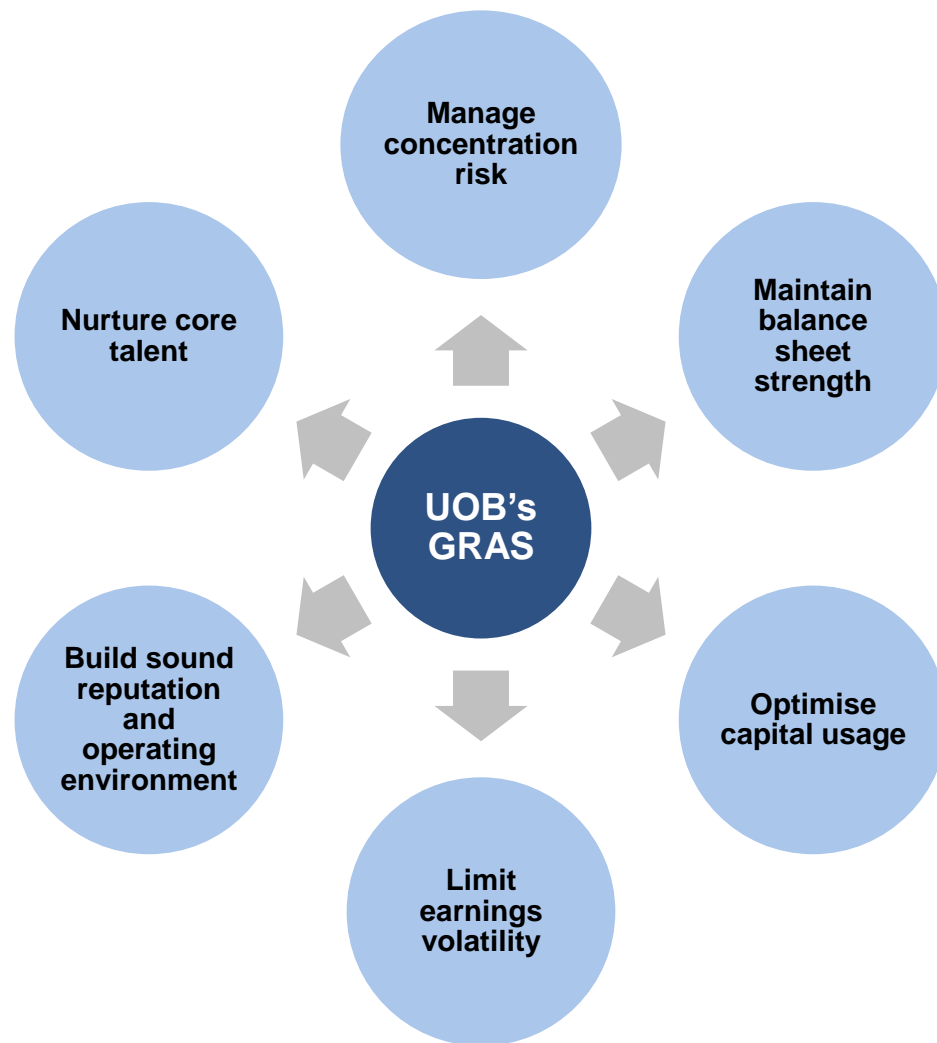 Manage
concentration
risk
Maintain
balance
sheet
strength
Optimise
capital usage
Limit
earnings
volatility
Build sound
reputation
and
operating
environment
Nurture core
talent
UOB’s
GRAS